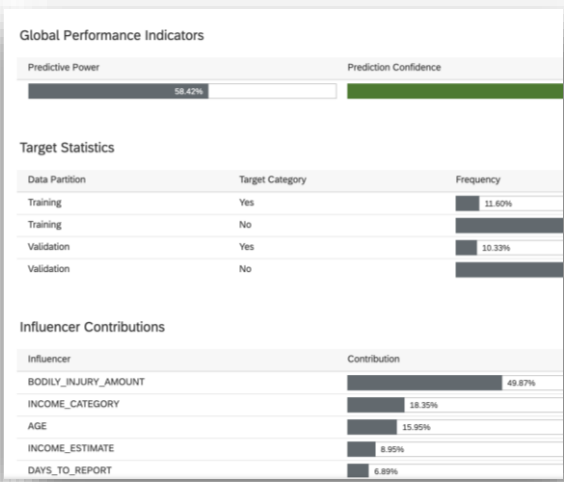 Global Performance Indicators
Predictive Power Prediction Confidence
58.42%
Target Statistics
Data Partition Target Category Frequency
Training Yes 11.60%
Training No
Validation Yes 10.33%
Validation No
Influencer Contributions
Influencer Contribution
BODILY_INJURY_AMOUNT 49.87%
INCOME_CATEGORY 18.35%
AGE 15.95%
INCOME_ESTIMATE 8.95%
DAYS_TO_REPORT 6.89%